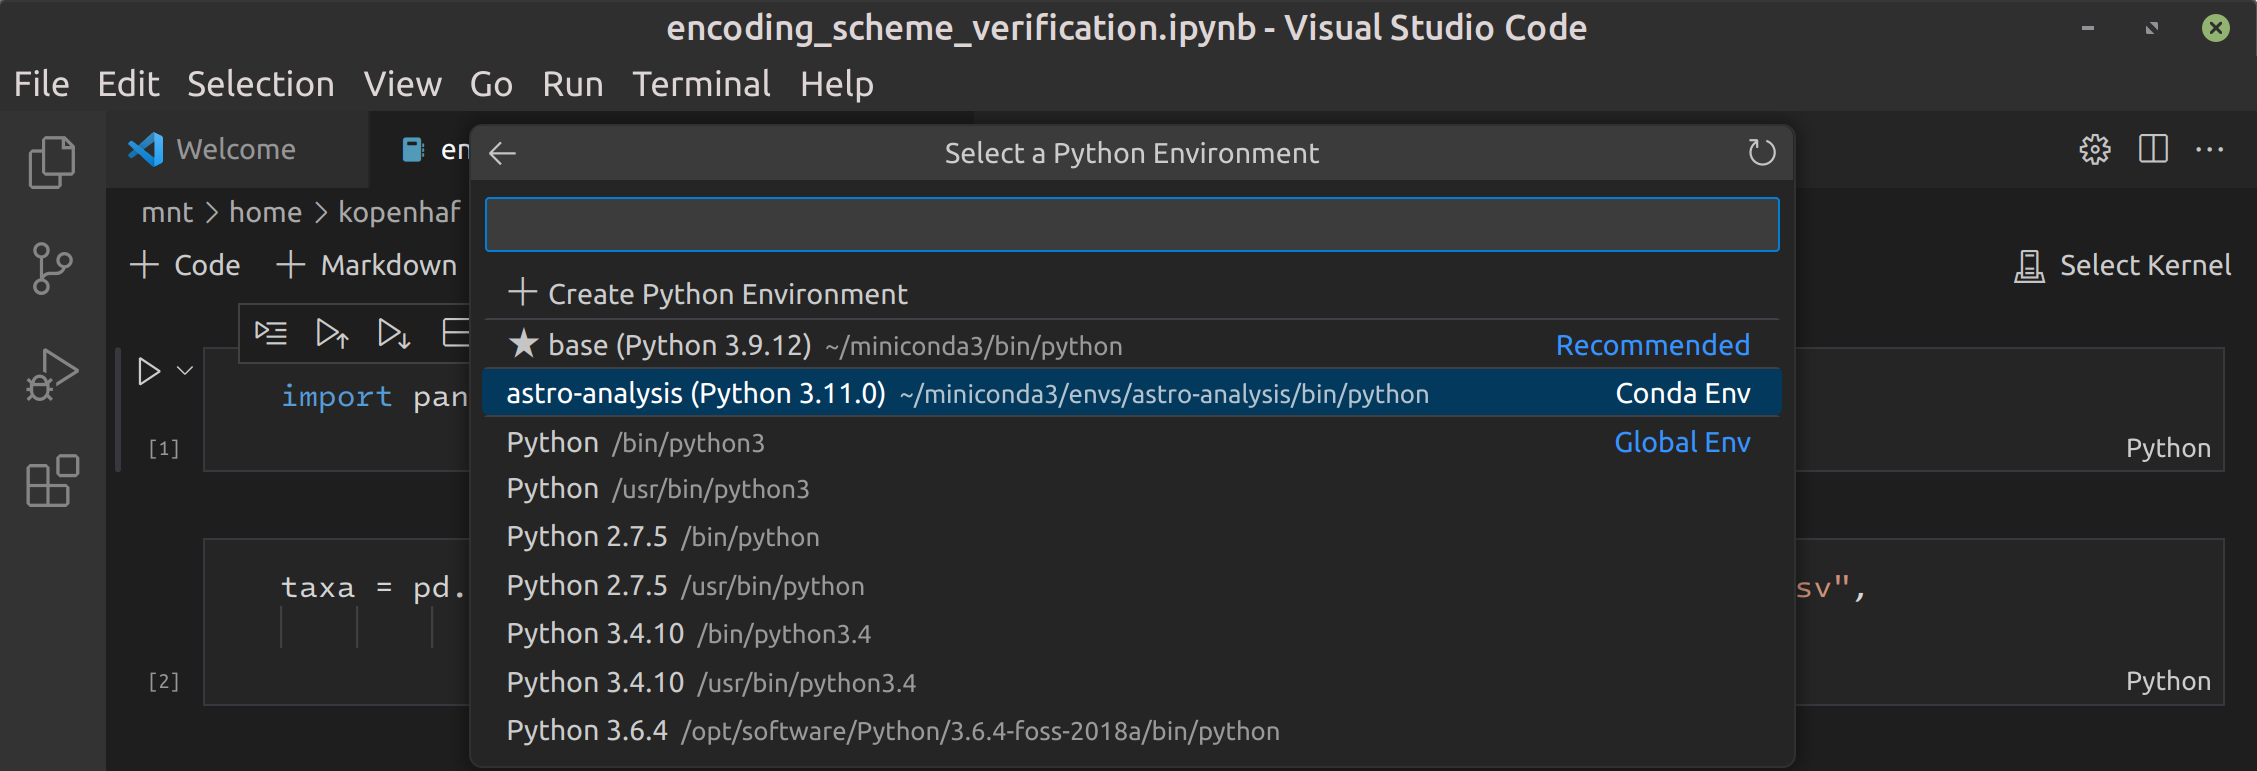 encoding_scheme_verification.ipynb - Visual Studio Code
File Edit Selection View Go Run Terminal Help
Welcome
en
Select a Python Environment
mnt > home > kopenhaf
+ Code + Markdown
Select Kernel
+ Create Python Environment
★ base (Python 3.9.12) ~/miniconda3/bin/python Recommended
astro-analysis (Python 3.11.0) ~/miniconda3/envs/astro-analysis/bin/python Conda Env
import pan
Python /bin/python3 Global Env
[1]
Python
Python /usr/bin/python3
Python 2.7.5 /bin/python
Python 2.7.5 /usr/bin/python
taxa = pd.
sv",
Python 3.4.10 /bin/python3.4
Python 3.4.10 /usr/bin/python3.4
[2]
Python
Python 3.6.4 /opt/software/Python/3.6.4-foss-2018a/bin/python